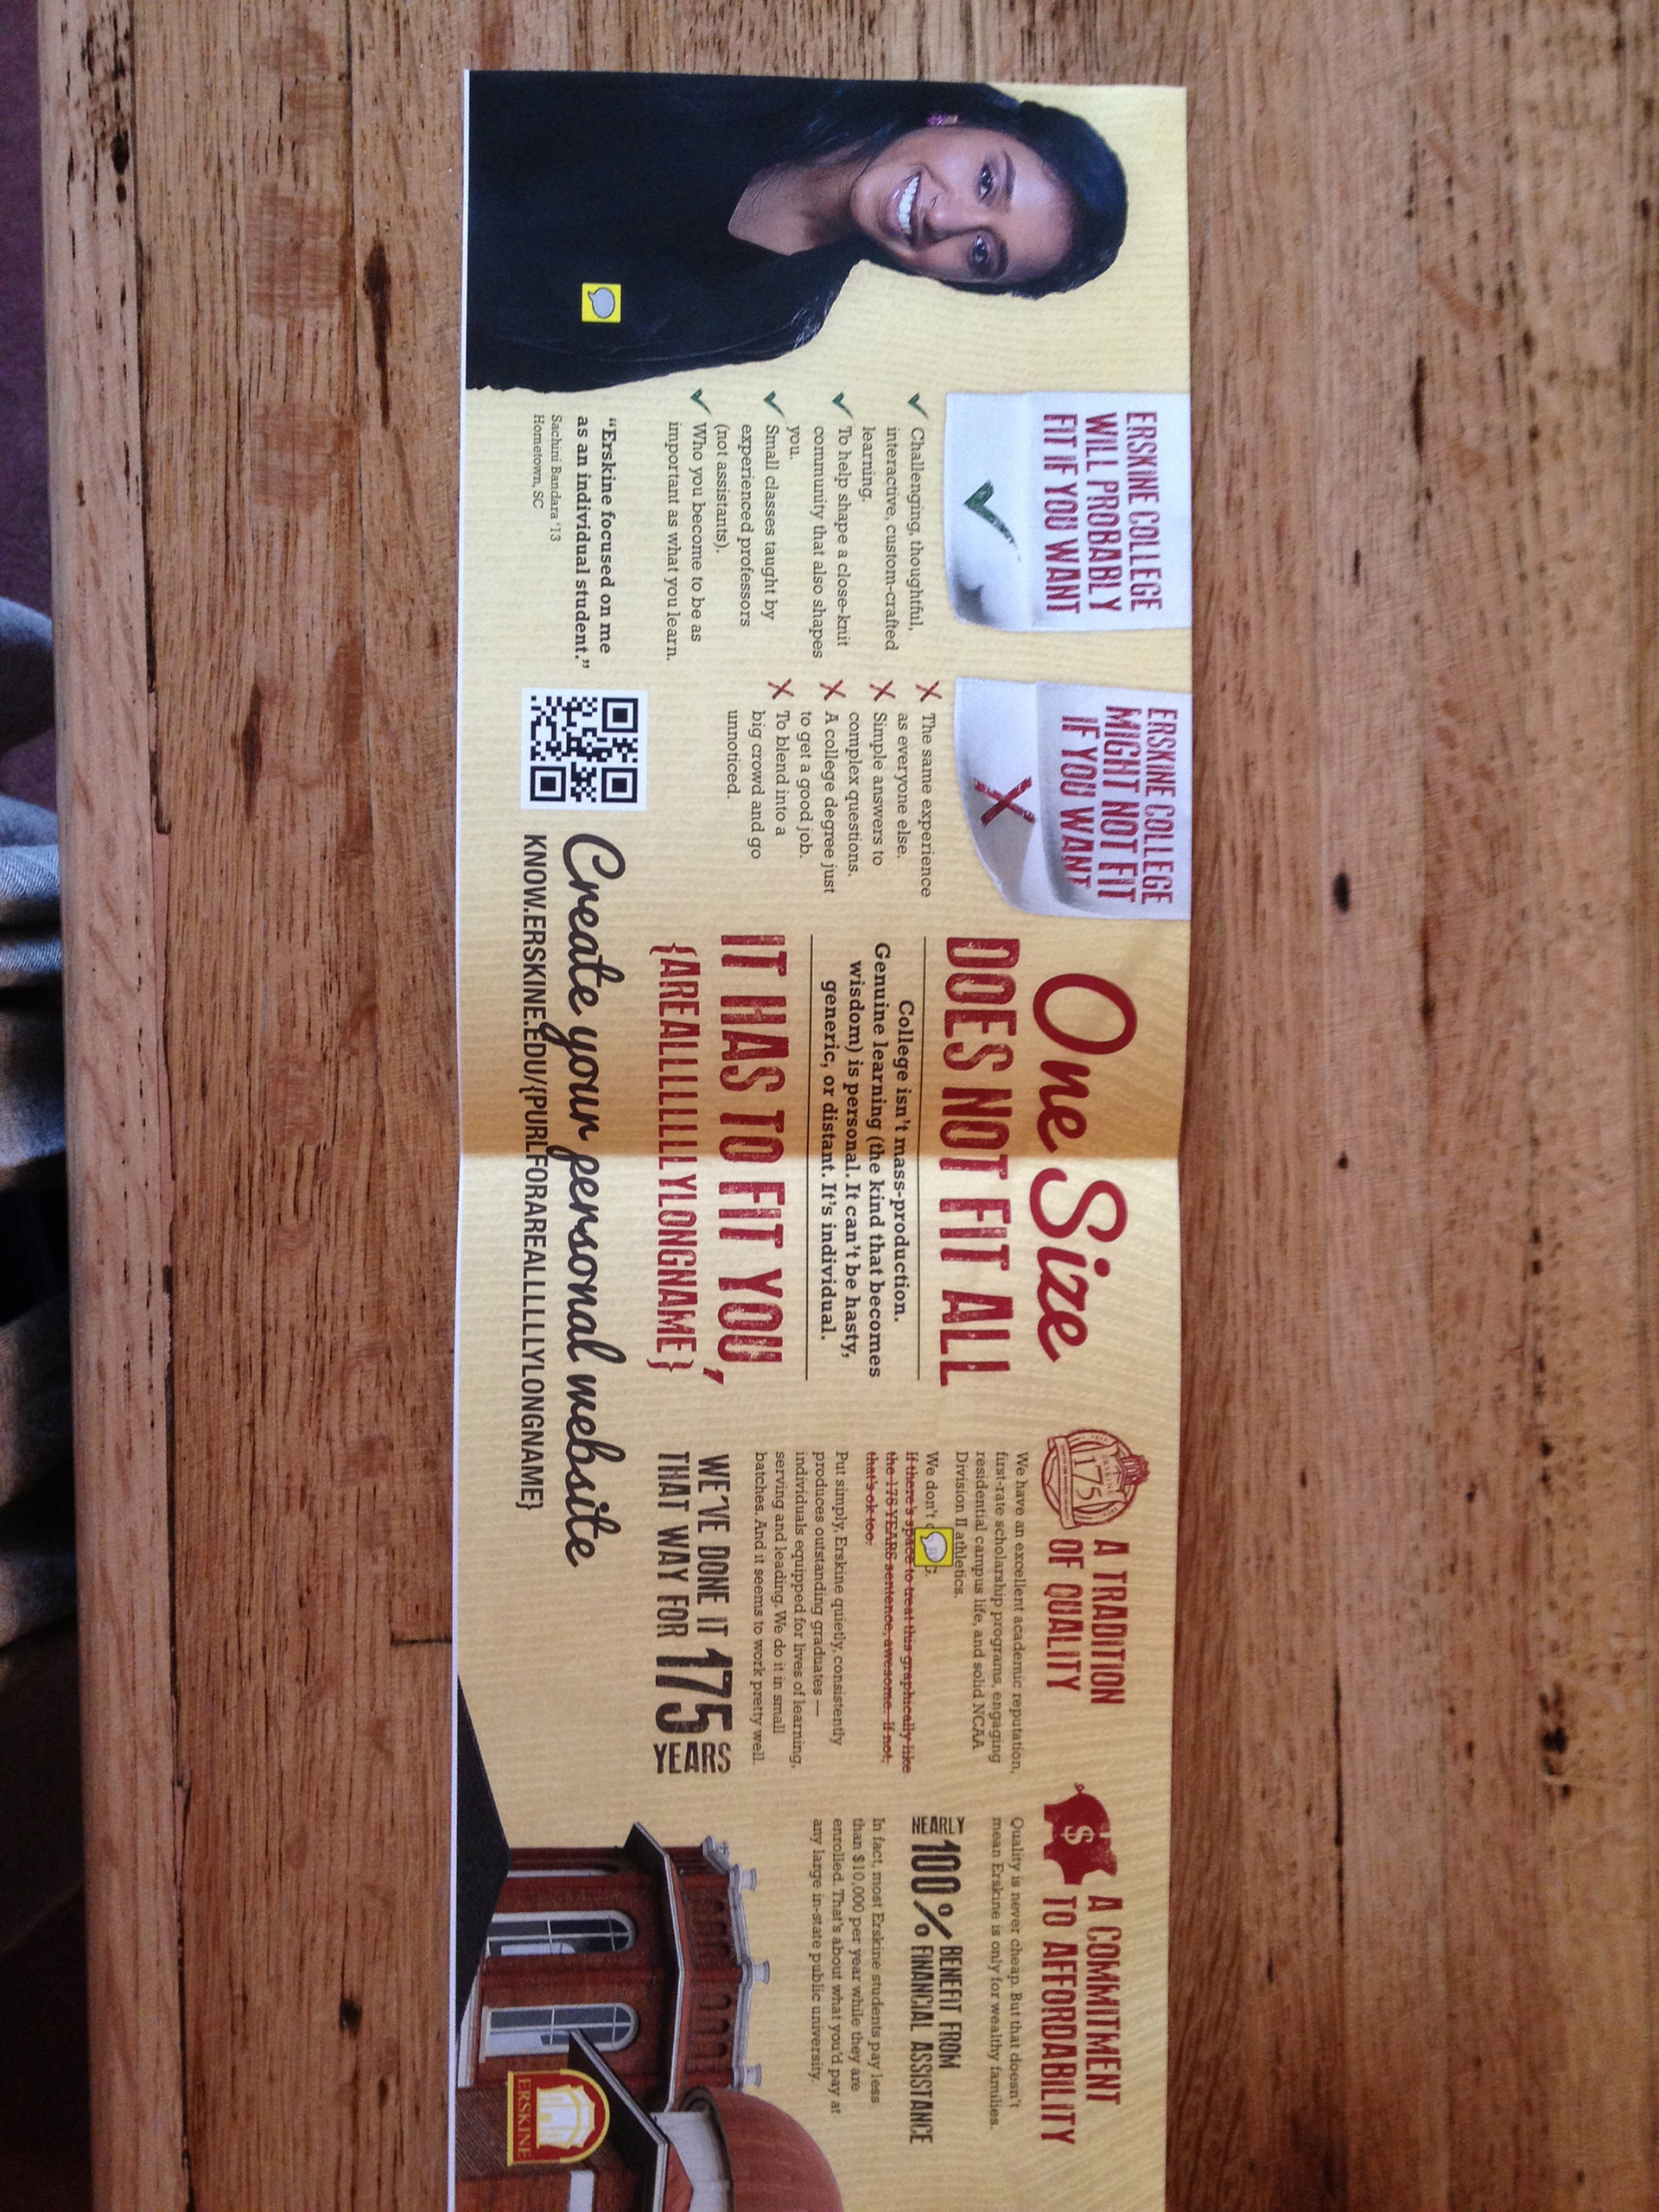 ERSKINE COLLEGE
WILL PROBABLY
FIT IF YOU WANT
✓ Challenging, thoughtful,
interactive, custom-crafted
learning.
✓ To help shape a close-knit
community that also shapes
you.
✓ Small classes taught by
experienced professors
(not assistants).
✓ Who you become to be as
important as what you learn.
"Erskine focused on me
as an individual student."
Sachini Bandara '13
Hometown, SC
ERSKINE COLLEGE
MIGHT NOT FIT
IF YOU WANT
X The same experience
as everyone else.
X Simple answers to
complex questions.
X A college degree just
to get a good job.
X To blend into a
big crowd and go
unnoticed.
One Size
DOES NOT FIT ALL
College isn't mass-production.
Genuine learning (the kind that becomes
wisdom) is personal. It can't be hasty,
generic, or distant. It's individual.
IT HAS TO FIT YOU,
{AREALLLLLLLLYLONGNAME}
Create your personal website
KNOW.ERSKINE.EDU/{PURLFORAREALLLLLLLYLONGNAME}
175
A TRADITION
OF QUALITY
We have an excellent academic reputation,
first-rate scholarship programs, engaging
residential campus life, and solid NCAA
Division II athletics.
We don't
If there's space to treat this graphically like
the 175 YEARS sentence, awesome. If not,
that's ok too.
Put simply, Erskine quietly, consistently
produces outstanding graduates —
individuals equipped for lives of learning,
serving and leading. We do it in small
batches. And it seems to work pretty well.
WE'VE DONE IT
THAT WAY FOR 175 YEARS
$
A COMMITMENT
TO AFFORDABILITY
Quality is never cheap. But that doesn't
mean Erskine is only for wealthy families.
NEARLY 100% BENEFIT FROM
FINANCIAL ASSISTANCE
In fact, most Erskine students pay less
than $10,000 per year while they are
enrolled. That's about what you'd pay at
any large in-state public university.
ERSKINE